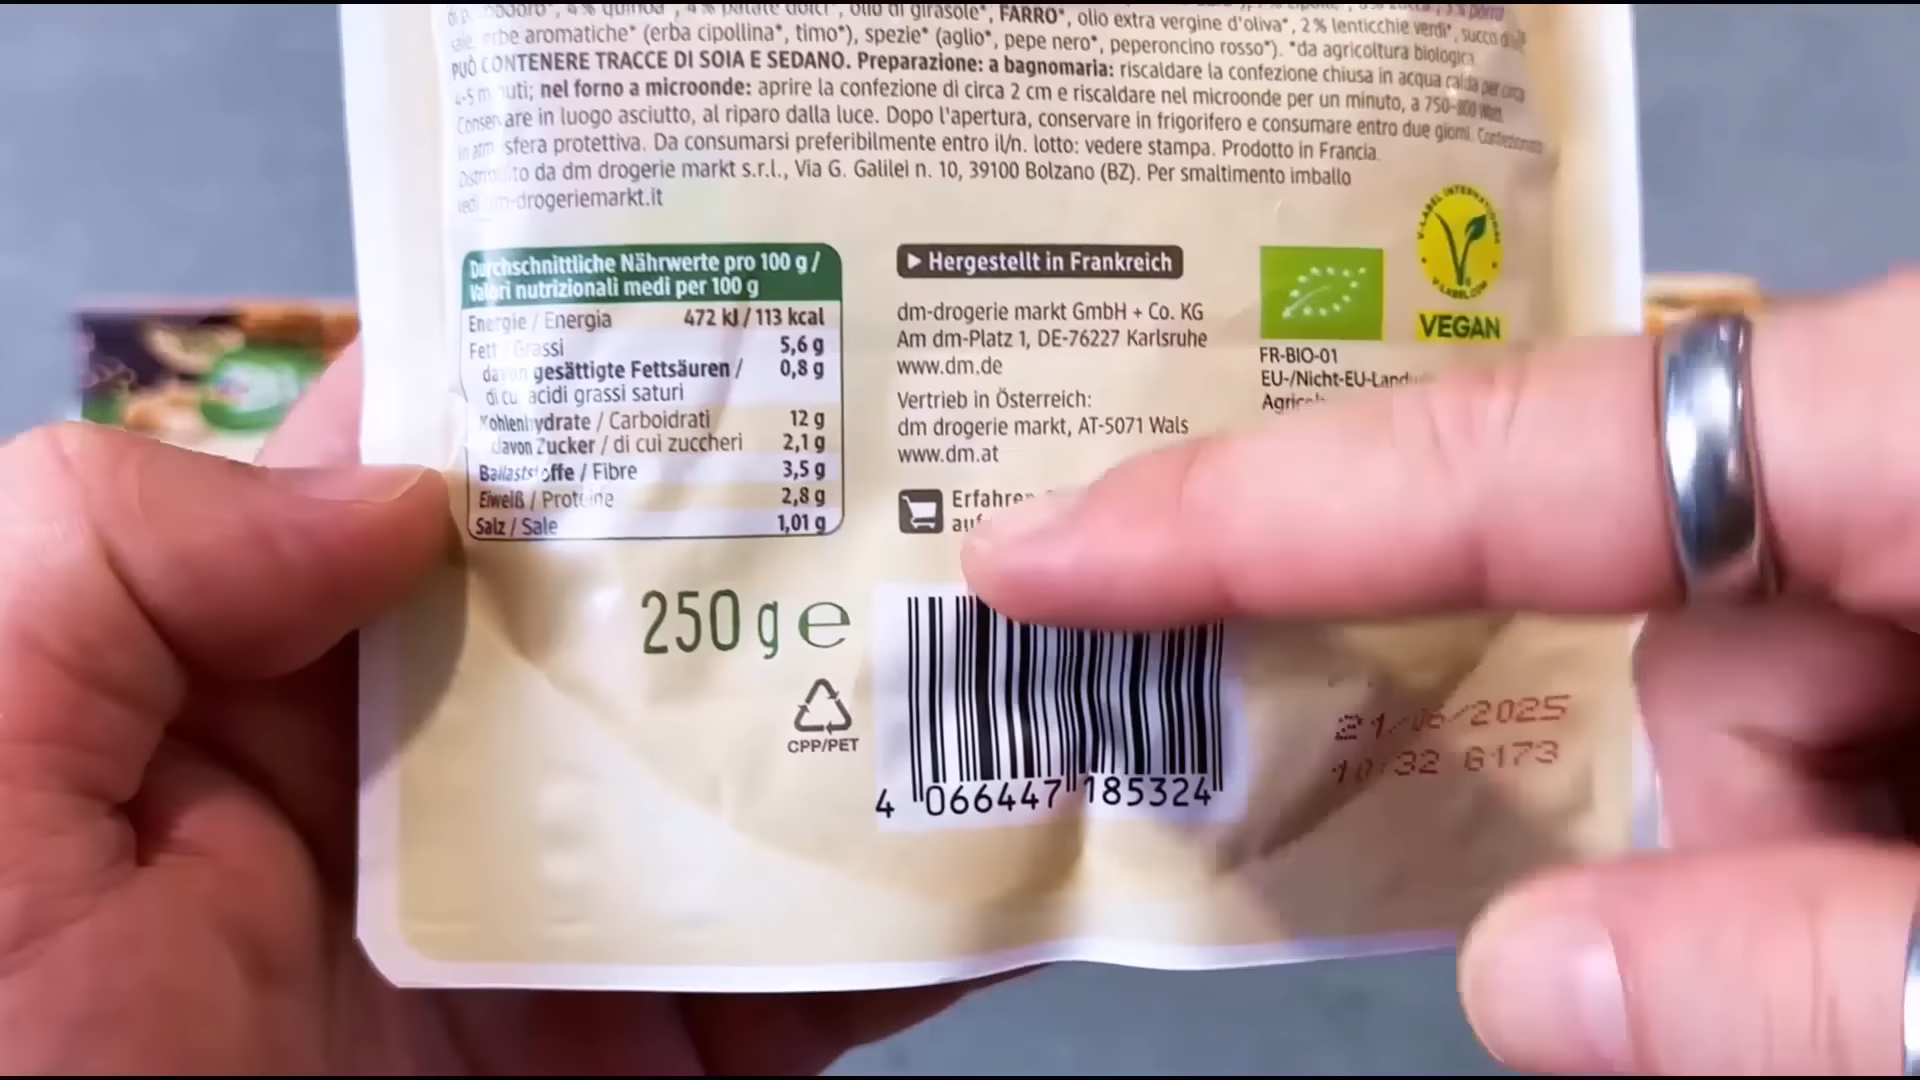 4% quinoa*, 4% patate dolci*, olio di girasole*, FARRO*, olio extra vergine d'oliva*, 2% lenticchie verdi*, succo di
sale, erbe aromatiche* (erba cipollina*, timo*), spezie* (aglio*, pepe nero*, peperoncino rosso*). *da agricoltura biologica.
PUÒ CONTENERE TRACCE DI SOIA E SEDANO. Preparazione: a bagnomaria: riscaldare la confezione chiusa in acqua calda per circa
4-5 minuti; nel forno a microonde: aprire la confezione di circa 2 cm e riscaldare nel microonde per un minuto, a 750-800 Watt.
Conservare in luogo asciutto, al riparo dalla luce. Dopo l'apertura, conservare in frigorifero e consumare entro due giorni. Confezionato
in atmosfera protettiva. Da consumarsi preferibilmente entro il/n. lotto: vedere stampa. Prodotto in Francia.
Distribuito da dm drogerie markt s.r.l., Via G. Galilei n. 10, 39100 Bolzano (BZ). Per smaltimento imballo
vedi dm-drogeriemarkt.it
Durchschnittliche Nährwerte pro 100 g /
Valori nutrizionali medi per 100 g
Energie / Energia 472 kJ / 113 kcal
Fett / Grassi 5,6 g
davon gesättigte Fettsäuren / 0,8 g
di cui acidi grassi saturi
Kohlenhydrate / Carboidrati 12 g
davon Zucker / di cui zuccheri 2,1 g
Ballaststoffe / Fibre 3,5 g
Eiweiß / Proteine 2,8 g
Salz / Sale 1,01 g
250 g e
CPP/PET
Hergestellt in Frankreich
dm-drogerie markt GmbH + Co. KG
Am dm-Platz 1, DE-76227 Karlsruhe
www.dm.de
Vertrieb in Österreich:
dm drogerie markt, AT-5071 Wals
www.dm.at
auf
4 066447 185324
V-LABEL INTERNATIONAL
V-LABEL.COM
VEGAN
FR-BIO-01
EU-/Nicht-EU-Landw
21/06/2025
10:32 6173